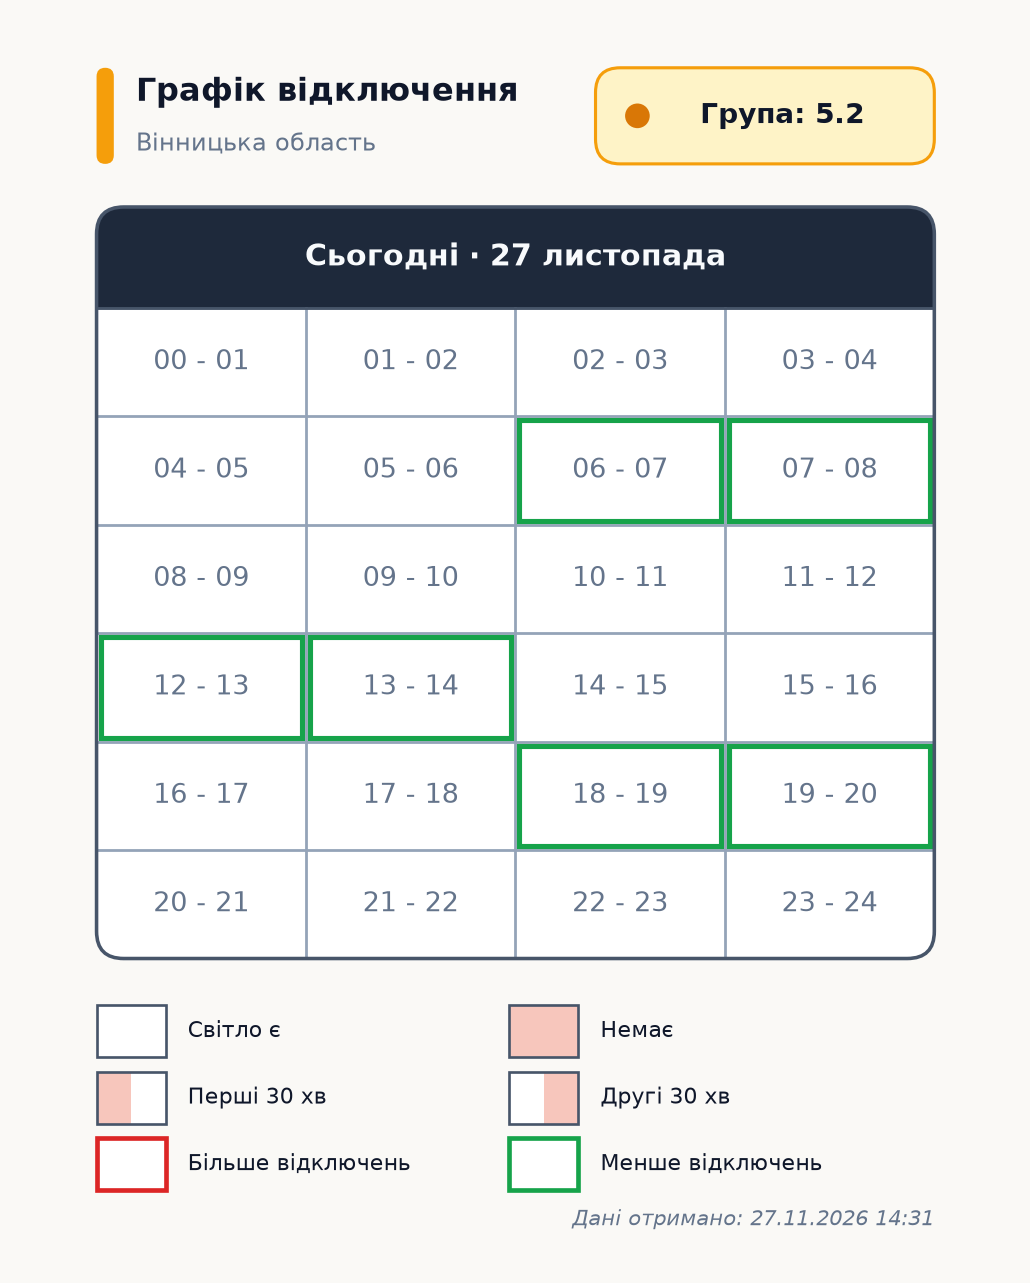 Графік відключення
Вінницька область
Група: 5.2
Сьогодні · 27 листопада
00 - 01 01 - 02 02 - 03 03 - 04
04 - 05 05 - 06 06 - 07 07 - 08
08 - 09 09 - 10 10 - 11 11 - 12
12 - 13 13 - 14 14 - 15 15 - 16
16 - 17 17 - 18 18 - 19 19 - 20
20 - 21 21 - 22 22 - 23 23 - 24
Світло є Немає
Перші 30 хв Другі 30 хв
Більше відключень Менше відключень
Дані отримано: 27.11.2026 14:31